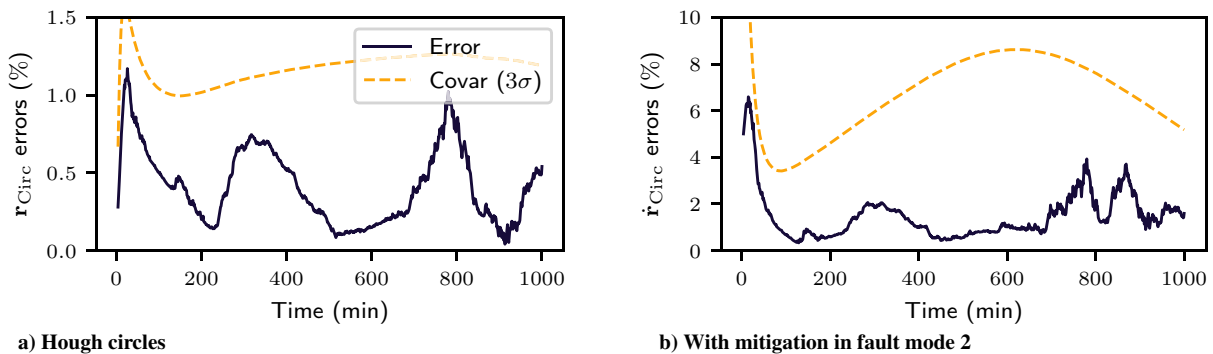 1.5
1.0
0.5
0.0
r_Circ errors (%)
Error
Covar (3σ)
0 200 400 600 800 1000
Time (min)
a) Hough circles
10
8
6
4
2
0
ṙ_Circ errors (%)
0 200 400 600 800 1000
Time (min)
b) With mitigation in fault mode 2